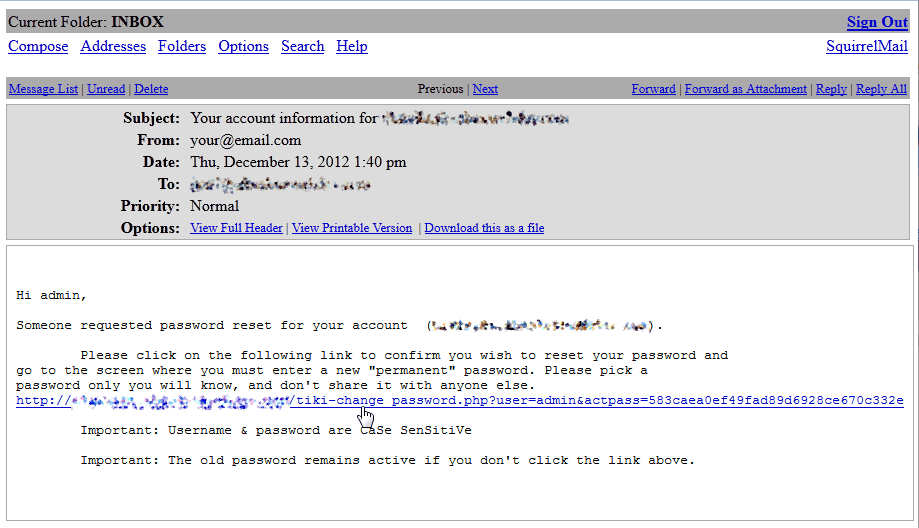 Current Folder: INBOX Sign Out
Compose Addresses Folders Options Search Help SquirrelMail
Message List | Unread | Delete Previous | Next Forward | Forward as Attachment | Reply | Reply All
Subject: Your account information for
From: your@email.com
Date: Thu, December 13, 2012 1:40 pm
To:
Priority: Normal
Options: View Full Header | View Printable Version | Download this as a file
Hi admin,
Someone requested password reset for your account ( ).
Please click on the following link to confirm you wish to reset your password and
go to the screen where you must enter a new "permanent" password. Please pick a
password only you will know, and don't share it with anyone else.
http:// /tiki-change_password.php?user=admin&actpass=583caea0ef49fad89d6928ce670c332e
Important: Username & password are CaSe SenSitiVe
Important: The old password remains active if you don't click the link above.